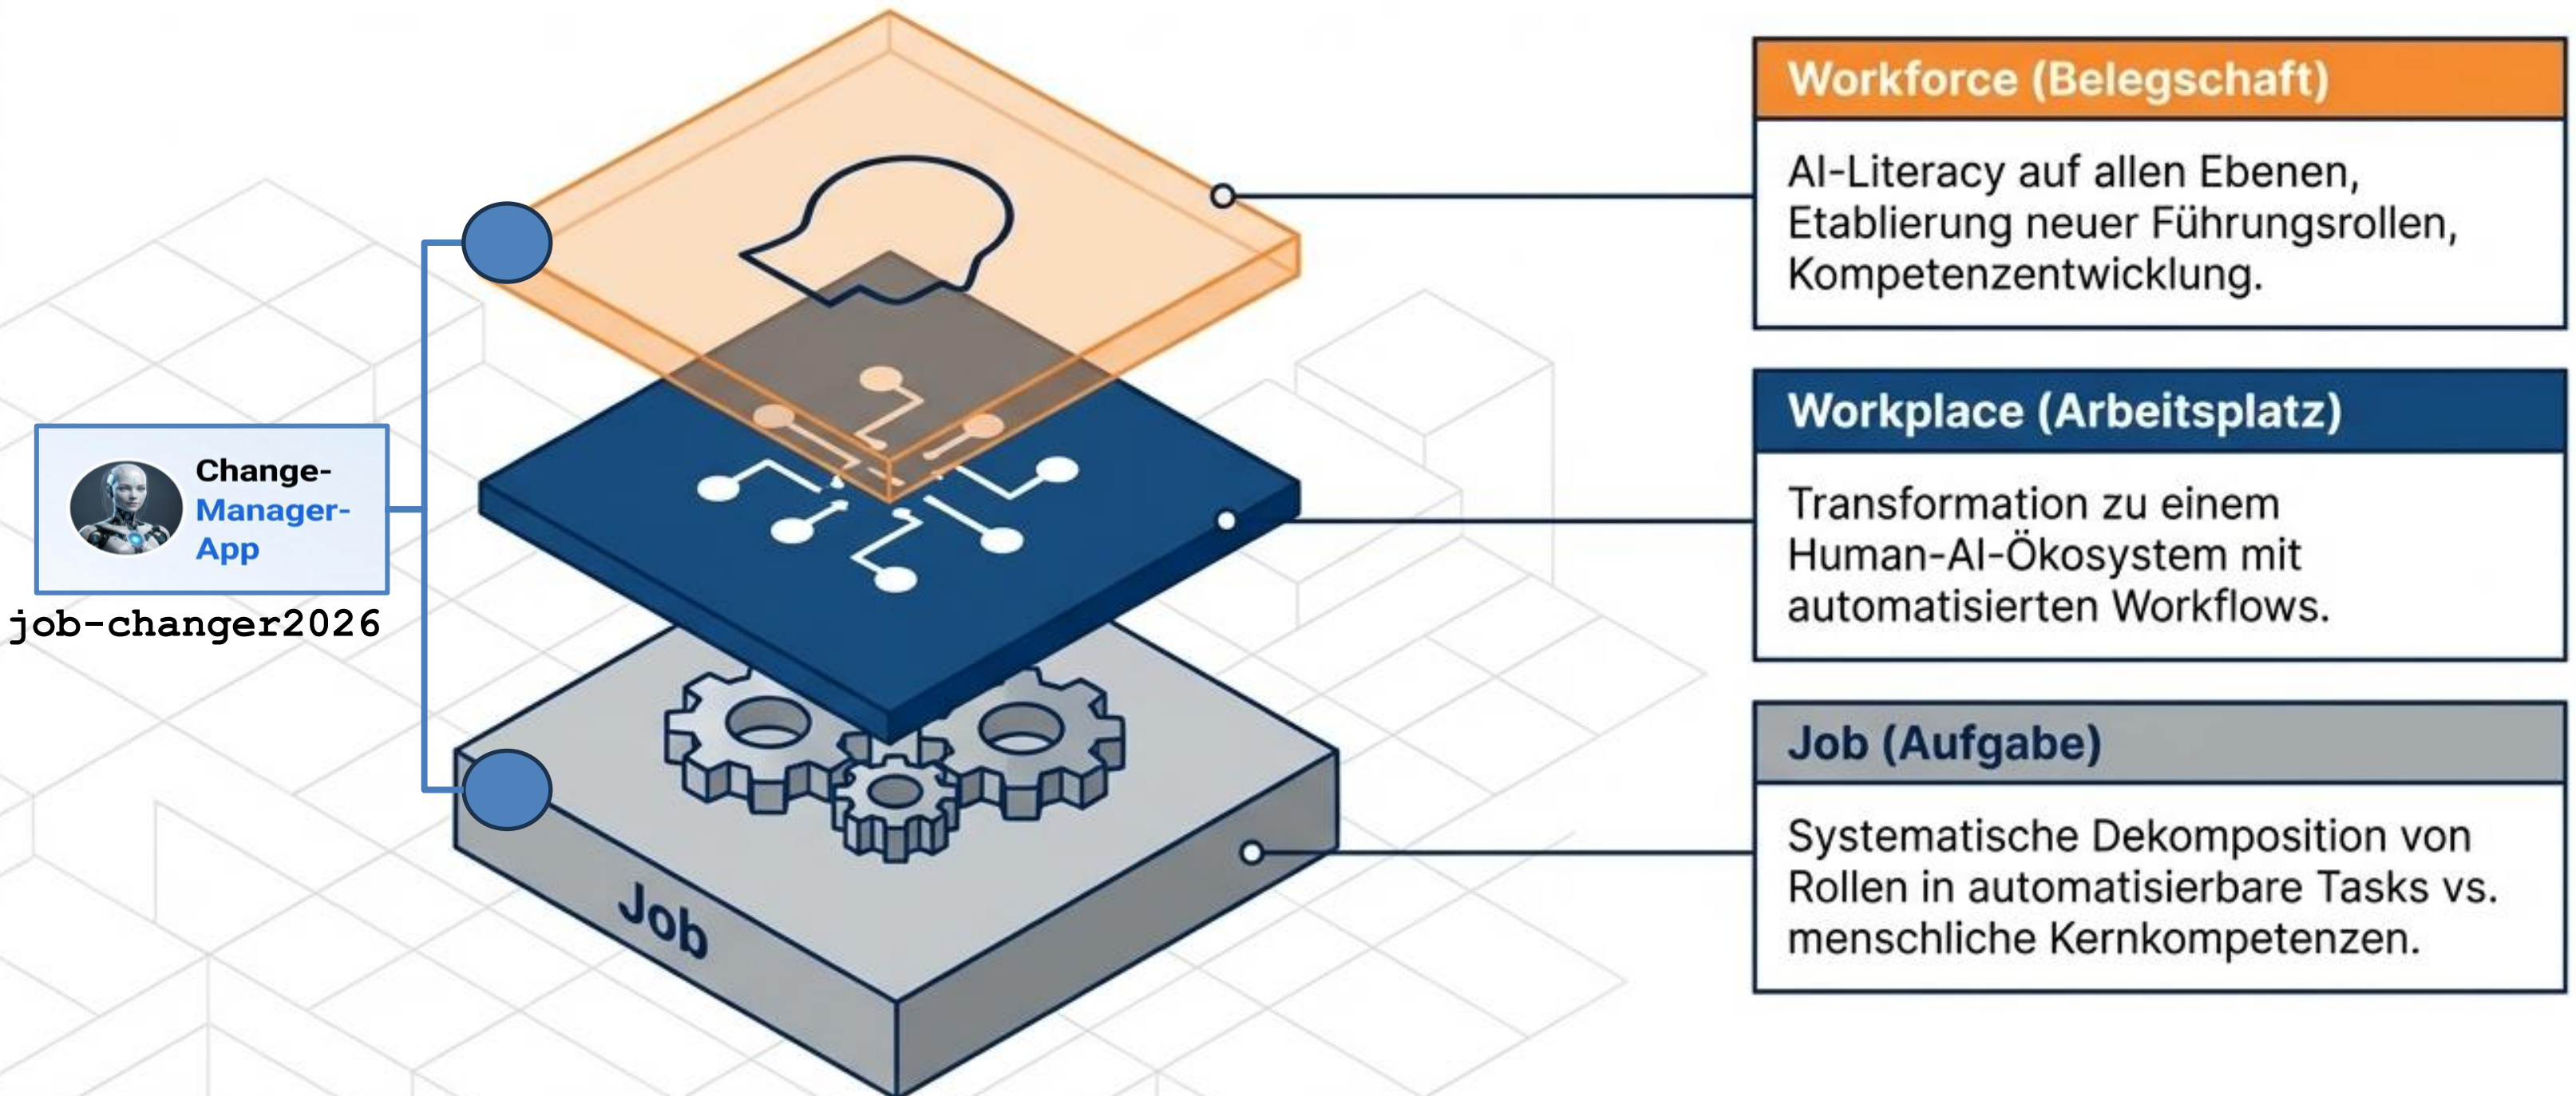 Change-
Manager-
App
job-changer2026
Job
Workforce (Belegschaft)
AI-Literacy auf allen Ebenen,
Etablierung neuer Führungsrollen,
Kompetenzentwicklung.
Workplace (Arbeitsplatz)
Transformation zu einem
Human-AI-Ökosystem mit
automatisierten Workflows.
Job (Aufgabe)
Systematische Dekomposition von
Rollen in automatisierbare Tasks vs.
menschliche Kernkompetenzen.